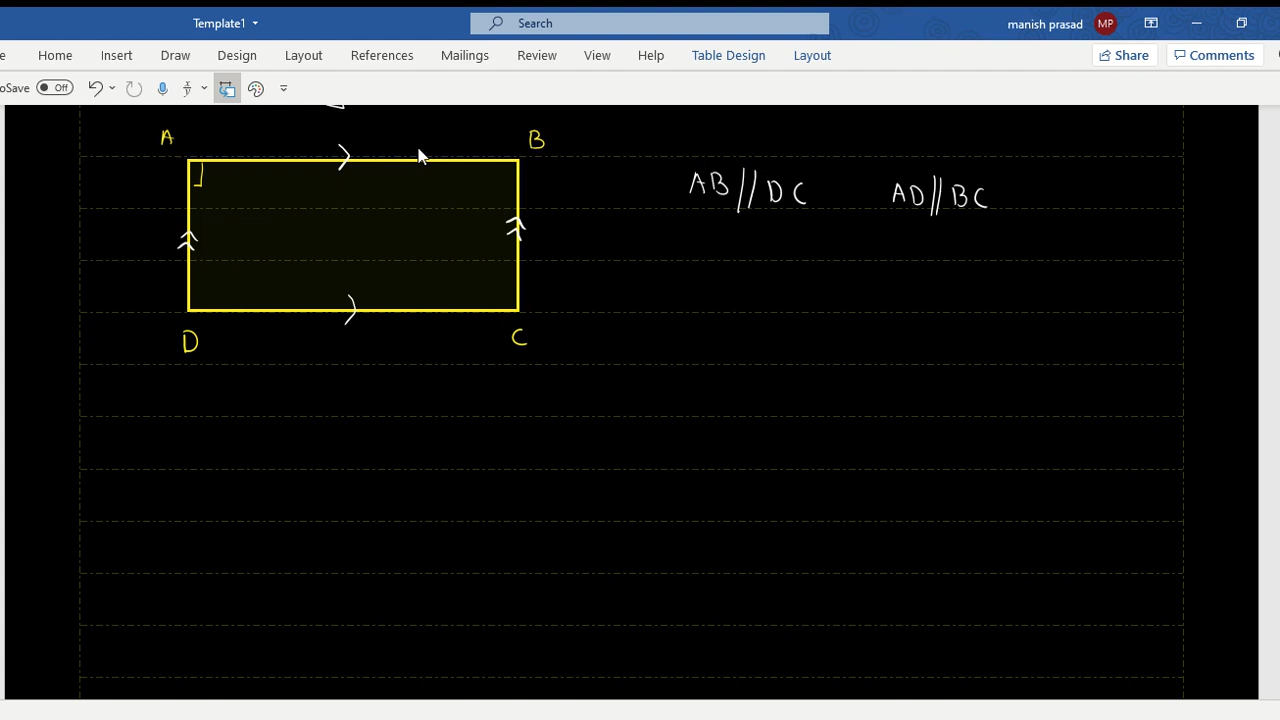 Template1
Search
manish prasad MP
Home Insert Draw Design Layout References Mailings Review View Help Table Design Layout Share Comments
oSave Off
A B
AB // DC AD // BC
D C